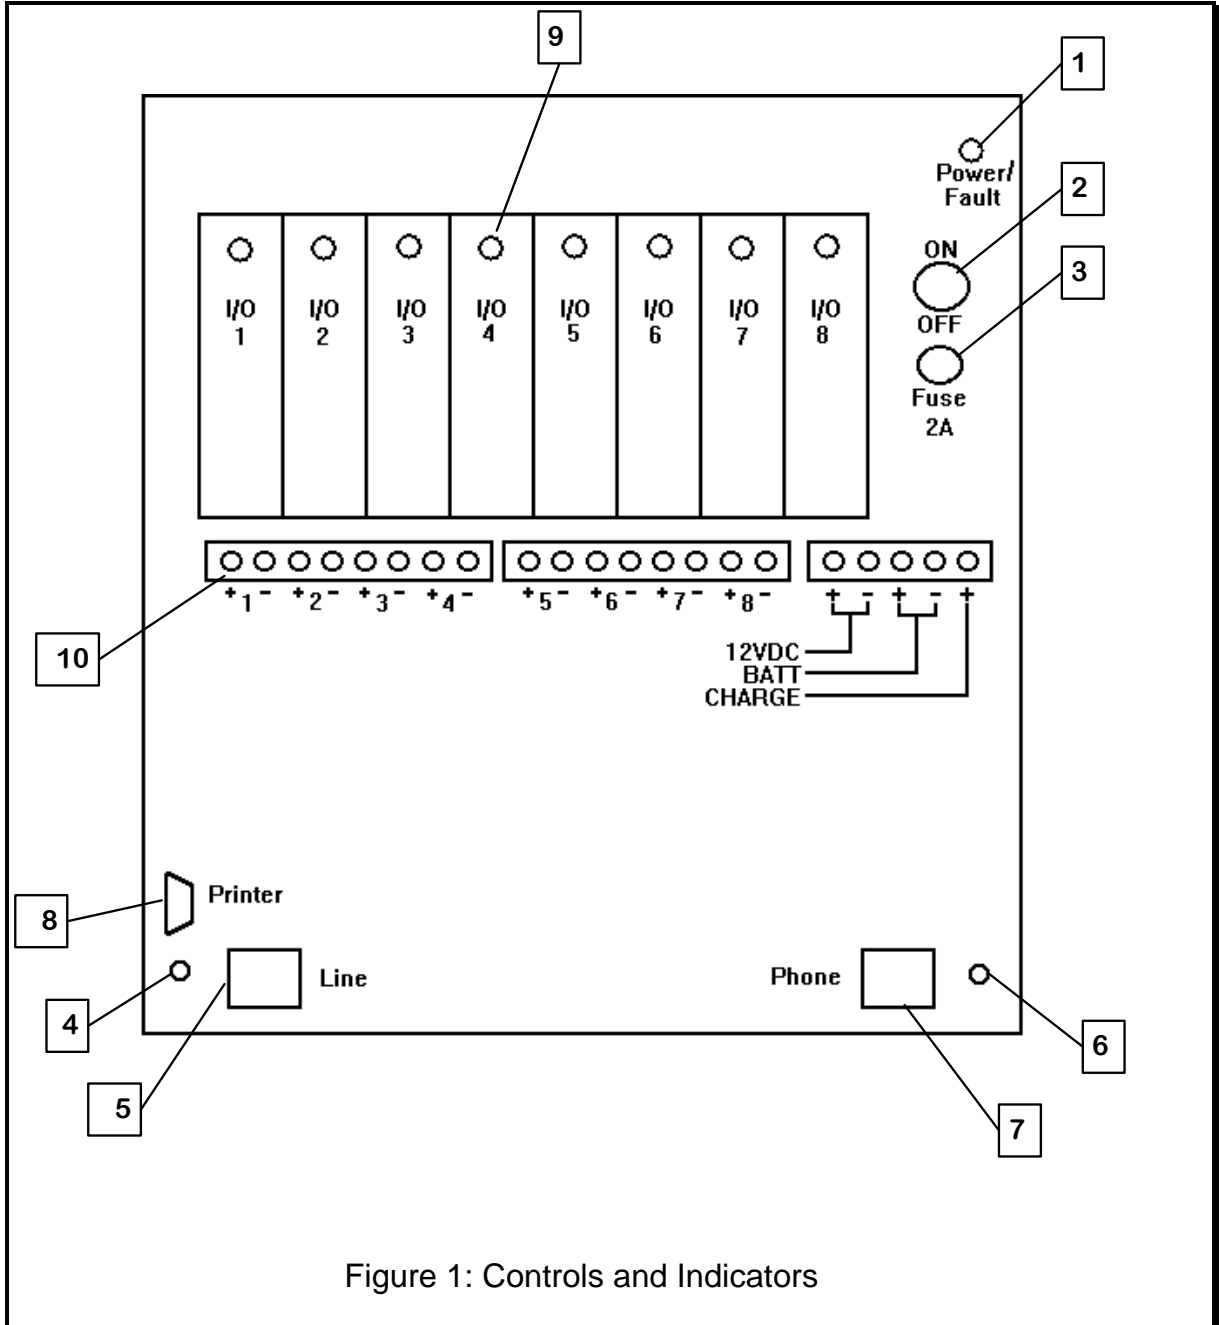 9
1
Power/
Fault
2
ON
OFF
3
Fuse
2A
I/O I/O I/O I/O I/O I/O I/O I/O
1 2 3 4 5 6 7 8
+ 1 - + 2 - + 3 - + 4 - + 5 - + 6 - + 7 - + 8 - + - + - +
10
12VDC
BATT
CHARGE
8
Printer
4
Line
Phone
6
5
7
Figure 1: Controls and Indicators